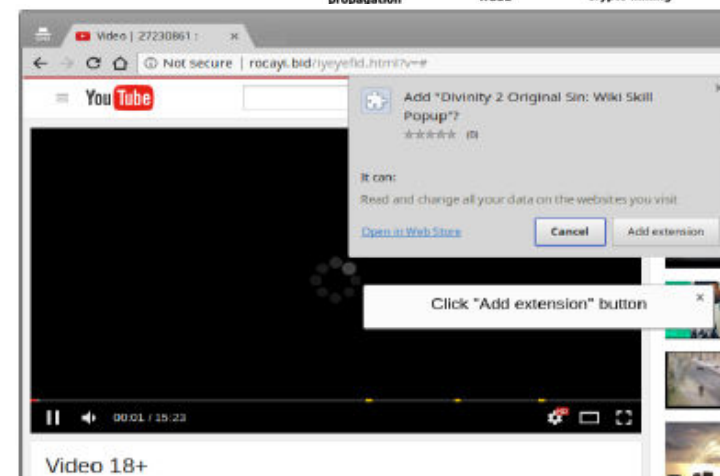 propagation
Video | 27230861 :
Not secure | rocayi.bid/iyeyefid.html?v=#
YouTube
Add "Divinity 2 Original Sin: Wiki Skill
Popup"?
(0)
It can:
Read and change all your data on the websites you visit
Open in Web Store
Cancel
Add extension
Click "Add extension" button
00:01 / 15:23
Video 18+